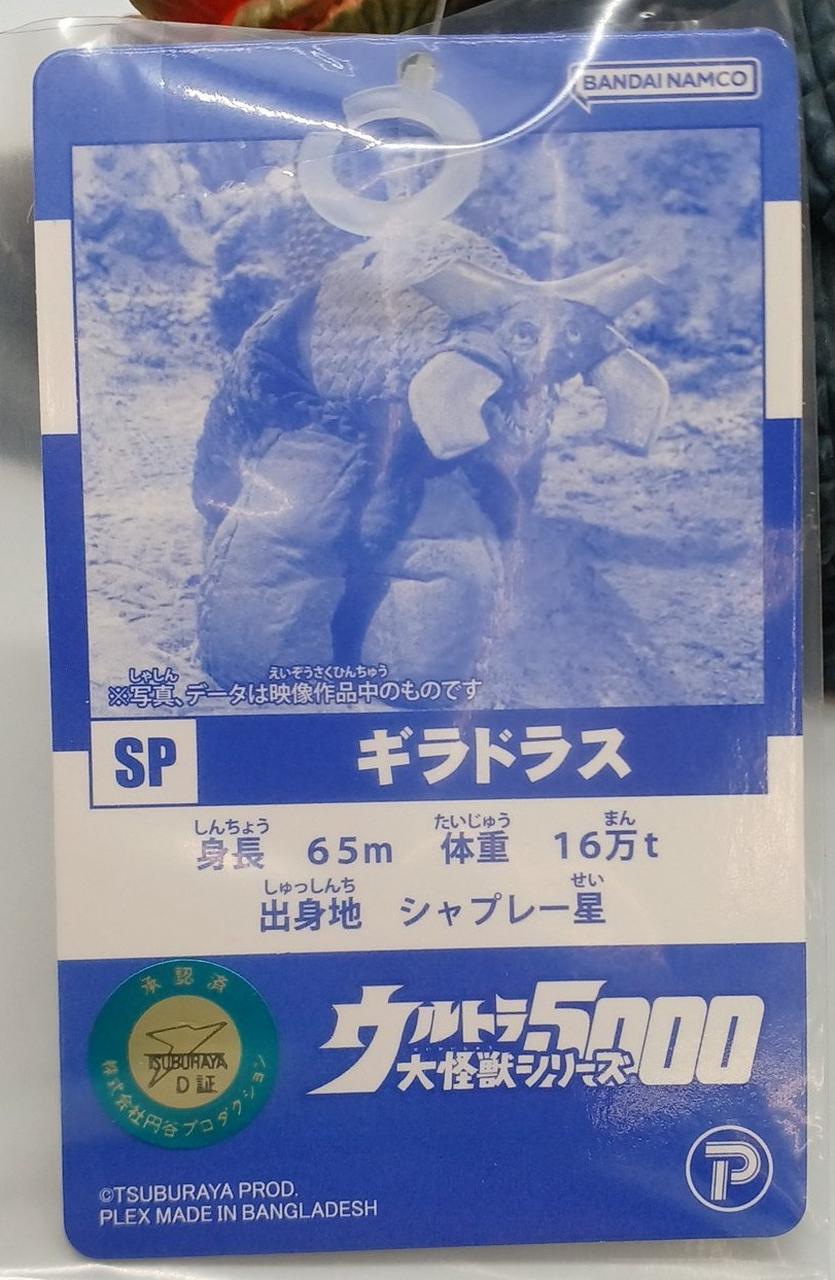 BANDAI NAMCO
しゃしん えいぞうさくひんちゅう
※写真、データは映像作品中のものです
SP
ギラドラス
しんちょう たいじゅう まん
身長 65m 体重 16万t
しゅっしんち せい
出身地 シャプレー星
承認済
TSUBURAYA
D証
株式会社円谷プロダクション
ウルトラ
大怪獣シリーズ5000
©TSUBURAYA PROD.
PLEX MADE IN BANGLADESH
P